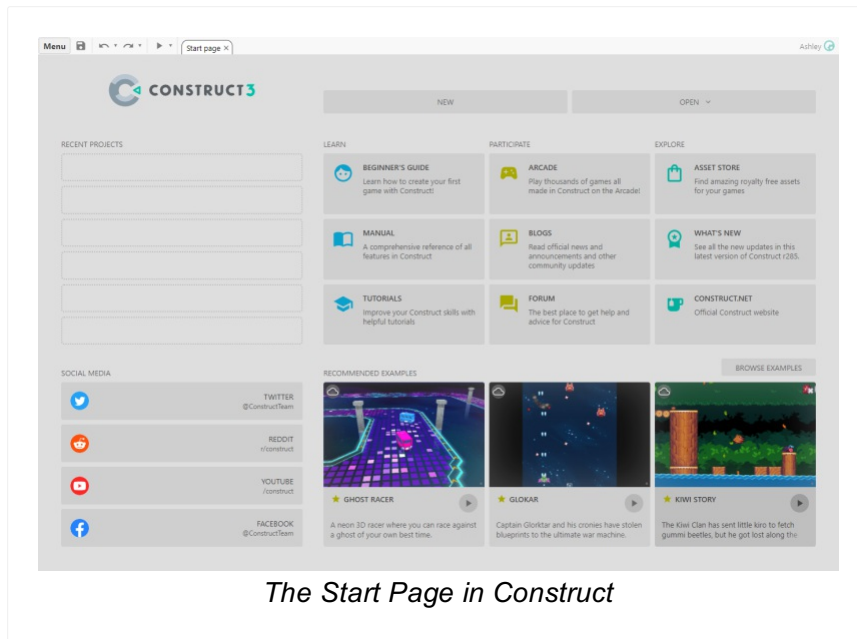 Menu
Start page ×
Ashley
CONSTRUCT3
NEW
OPEN
RECENT PROJECTS
LEARN
PARTICIPATE
EXPLORE
BEGINNER'S GUIDE
Learn how to create your first
game with Construct!
ARCADE
Play thousands of games all
made in Construct on the Arcade!
ASSET STORE
Find amazing royalty free assets
for your games
MANUAL
A comprehensive reference of all
features in Construct
BLOGS
Read official news and
announcements and other
community updates
WHAT'S NEW
See all the new updates in this
latest version of Construct r285.
TUTORIALS
Improve your Construct skills with
helpful tutorials
FORUM
The best place to get help and
advice for Construct
CONSTRUCT.NET
Official Construct website
SOCIAL MEDIA
TWITTER
@ConstructTeam
REDDIT
r/construct
YOUTUBE
/construct
FACEBOOK
@ConstructTeam
RECOMMENDED EXAMPLES
BROWSE EXAMPLES
GHOST RACER
A neon 3D racer where you can race against
a ghost of your own best time.
GLOKAR
Captain Glorktar and his cronies have stolen
blueprints to the ultimate war machine.
KIWI STORY
The Kiwi Clan has sent little kiro to fetch
gummi beetles, but he got lost along the
The Start Page in Construct